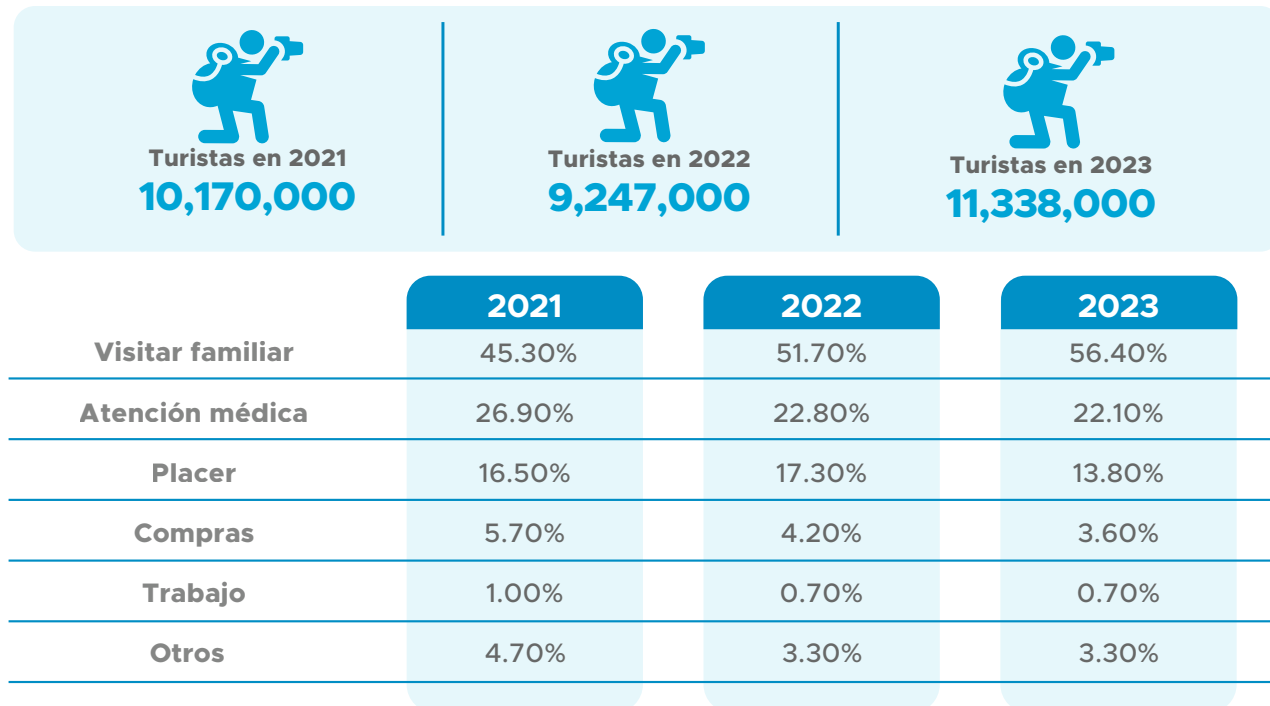 Turistas en 2021
10,170,000
Turistas en 2022
9,247,000
Turistas en 2023
11,338,000
2021 2022 2023
Visitar familiar 45.30% 51.70% 56.40%
Atención médica 26.90% 22.80% 22.10%
Placer 16.50% 17.30% 13.80%
Compras 5.70% 4.20% 3.60%
Trabajo 1.00% 0.70% 0.70%
Otros 4.70% 3.30% 3.30%